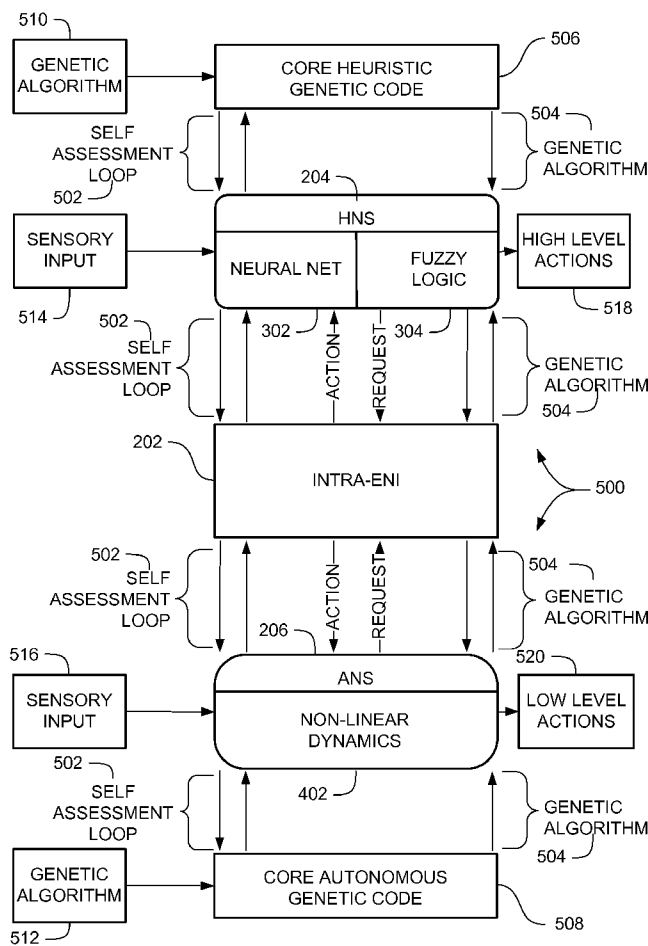 510
GENETIC
ALGORITHM
CORE HEURISTIC
GENETIC CODE
506
SELF
ASSESSMENT
LOOP
502
504
GENETIC
ALGORITHM
204
HNS
SENSORY
INPUT
514
NEURAL NET
FUZZY
LOGIC
HIGH LEVEL
ACTIONS
518
302
304
502
SELF
ASSESSMENT
LOOP
ACTION
REQUEST
GENETIC
ALGORITHM
504
202
INTRA-ENI
500
502
SELF
ASSESSMENT
LOOP
ACTION
REQUEST
504
GENETIC
ALGORITHM
206
516
SENSORY
INPUT
ANS
NON-LINEAR
DYNAMICS
520
LOW LEVEL
ACTIONS
402
502
SELF
ASSESSMENT
LOOP
GENETIC
ALGORITHM
504
GENETIC
ALGORITHM
512
CORE AUTONOMOUS
GENETIC CODE
508